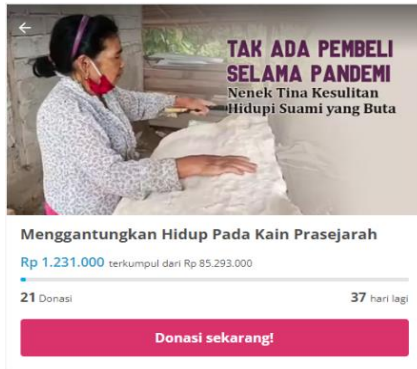 TAK ADA PEMBELI
SELAMA PANDEMI
Nenek Tina Kesulitan
Hidupi Suami yang Buta
Menggantungkan Hidup Pada Kain Prasejarah
Rp 1.231.000 terkumpul dari Rp 85.293.000
21 Donasi 37 hari lagi
Donasi sekarang!